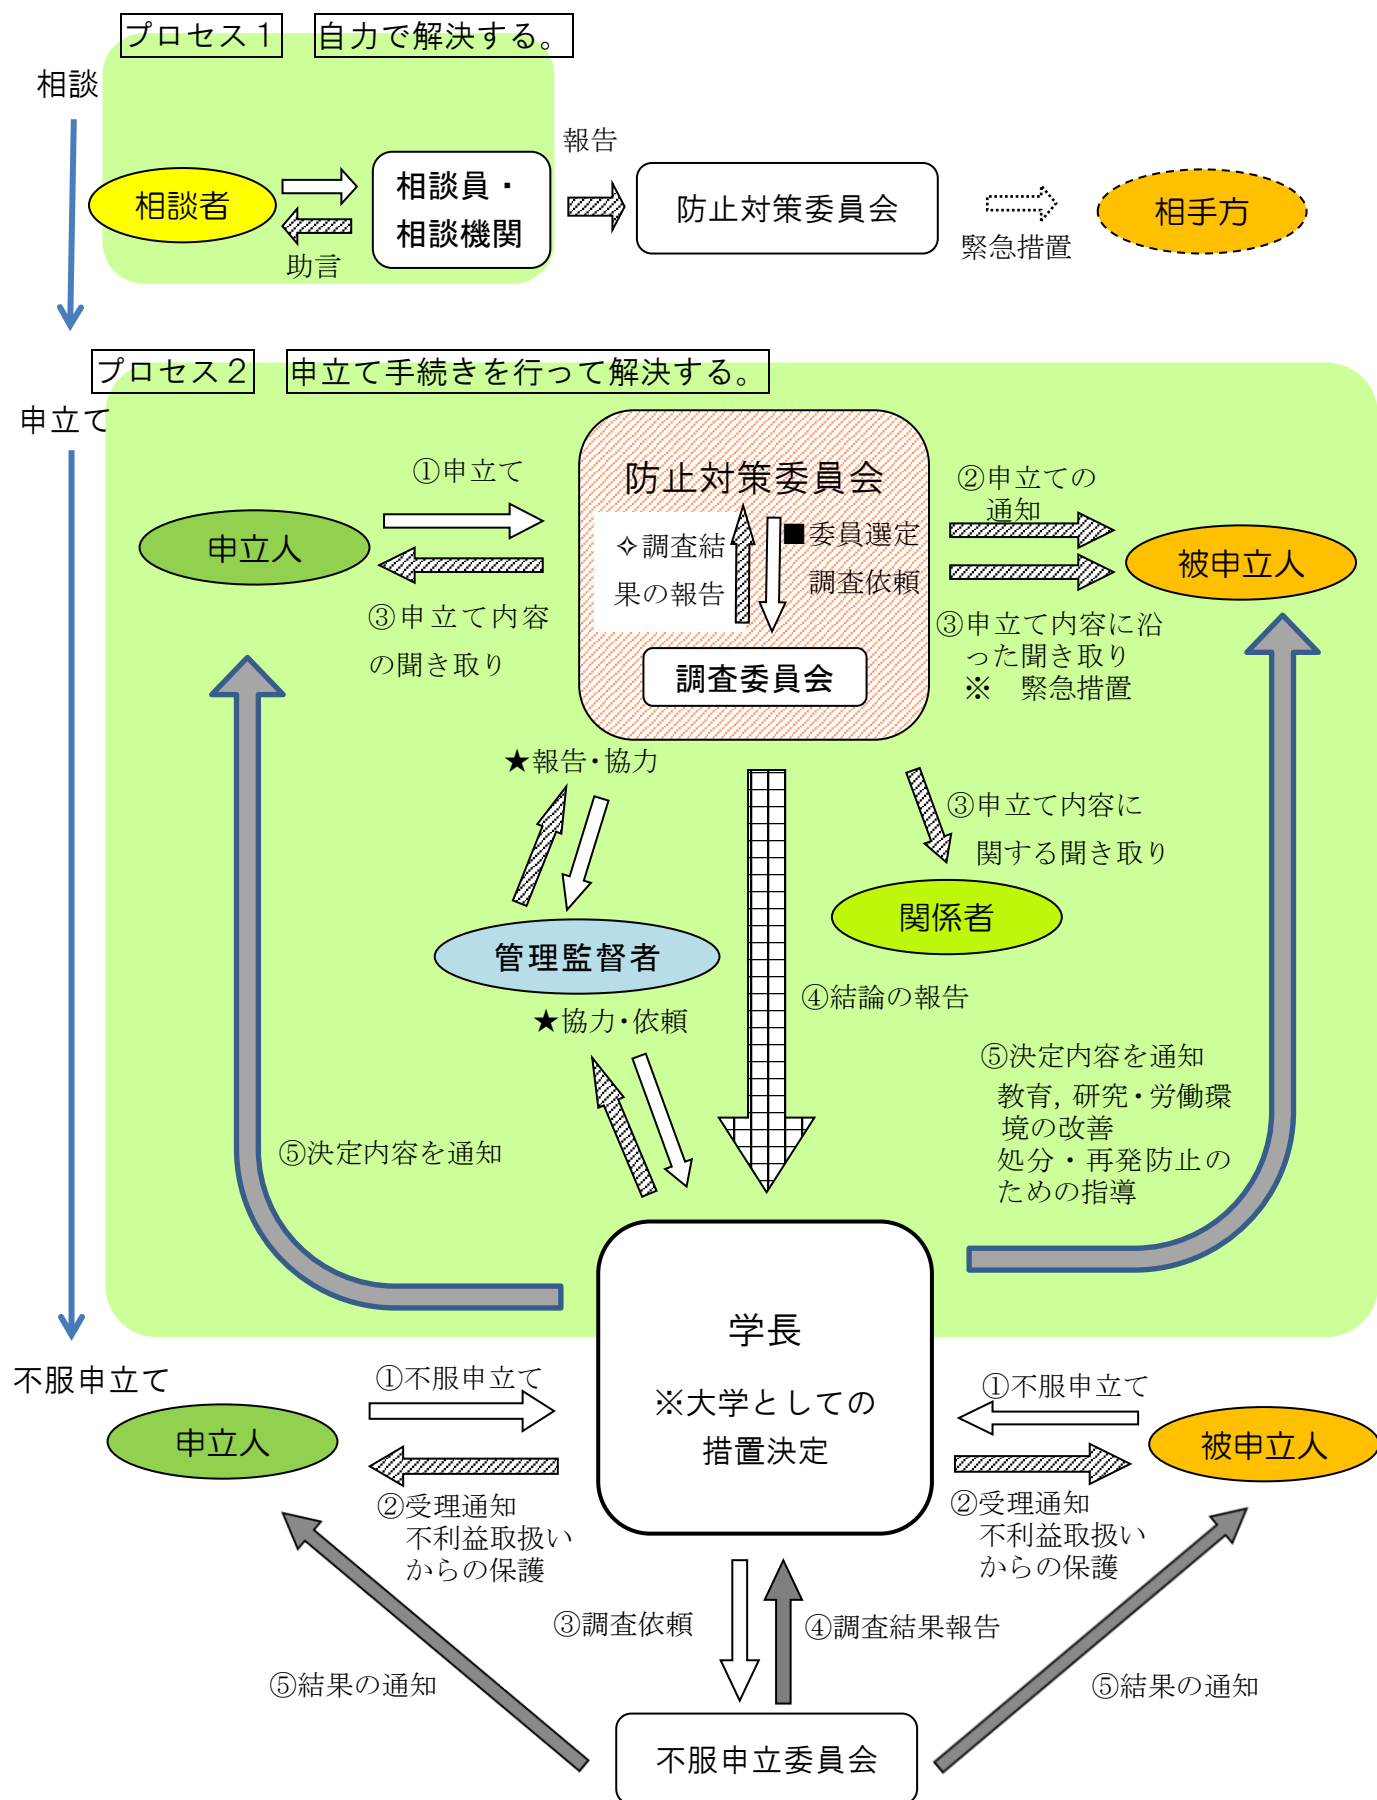 プロセス１　自力で解決する。
相談
報告
相談者
相談員・
相談機関
助言
防止対策委員会
緊急措置
相手方
プロセス２　申立て手続きを行って解決する。
申立て
①申立て
申立人
③申立て内容
の聞き取り
防止対策委員会
✧調査結
果の報告
■委員選定
調査依頼
調査委員会
②申立ての
通知
被申立人
③申立て内容に沿
った聞き取り
※　緊急措置
★報告・協力
③申立て内容に
関する聞き取り
関係者
管理監督者
★協力・依頼
④結論の報告
⑤決定内容を通知
⑤決定内容を通知
教育，研究・労働環
境の改善
処分・再発防止の
ための指導
学長
※大学としての
措置決定
不服申立て
①不服申立て
申立人
②受理通知
不利益取扱い
からの保護
①不服申立て
被申立人
②受理通知
不利益取扱い
からの保護
③調査依頼
④調査結果報告
⑤結果の通知
⑤結果の通知
不服申立委員会